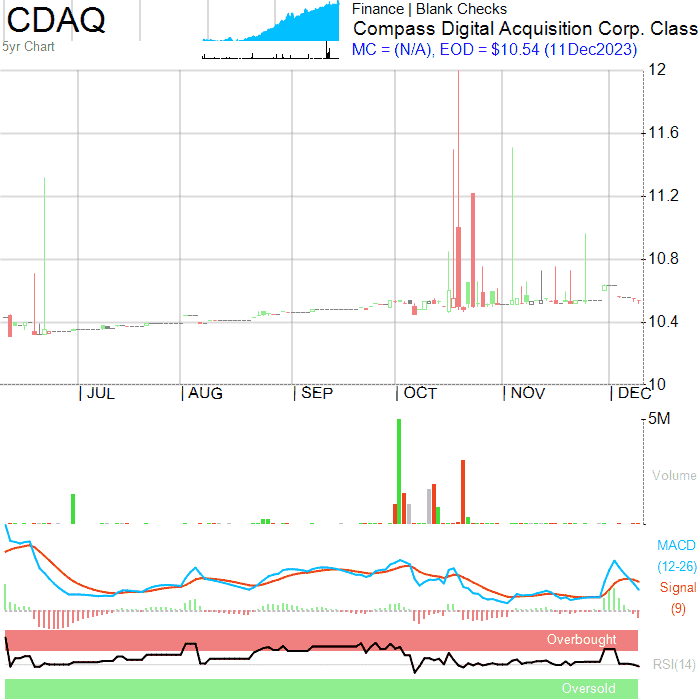 CDAQ
5yr Chart
Finance | Blank Checks
Compass Digital Acquisition Corp. Class
MC = (N/A), EOD = $10.54 (11Dec2023)
12
11.6
11.2
10.8
10.4
10
| JUL | AUG | SEP | OCT | NOV | DEC
5M
Volume
MACD
(12-26)
Signal
(9)
Overbought
RSI(14)
Oversold